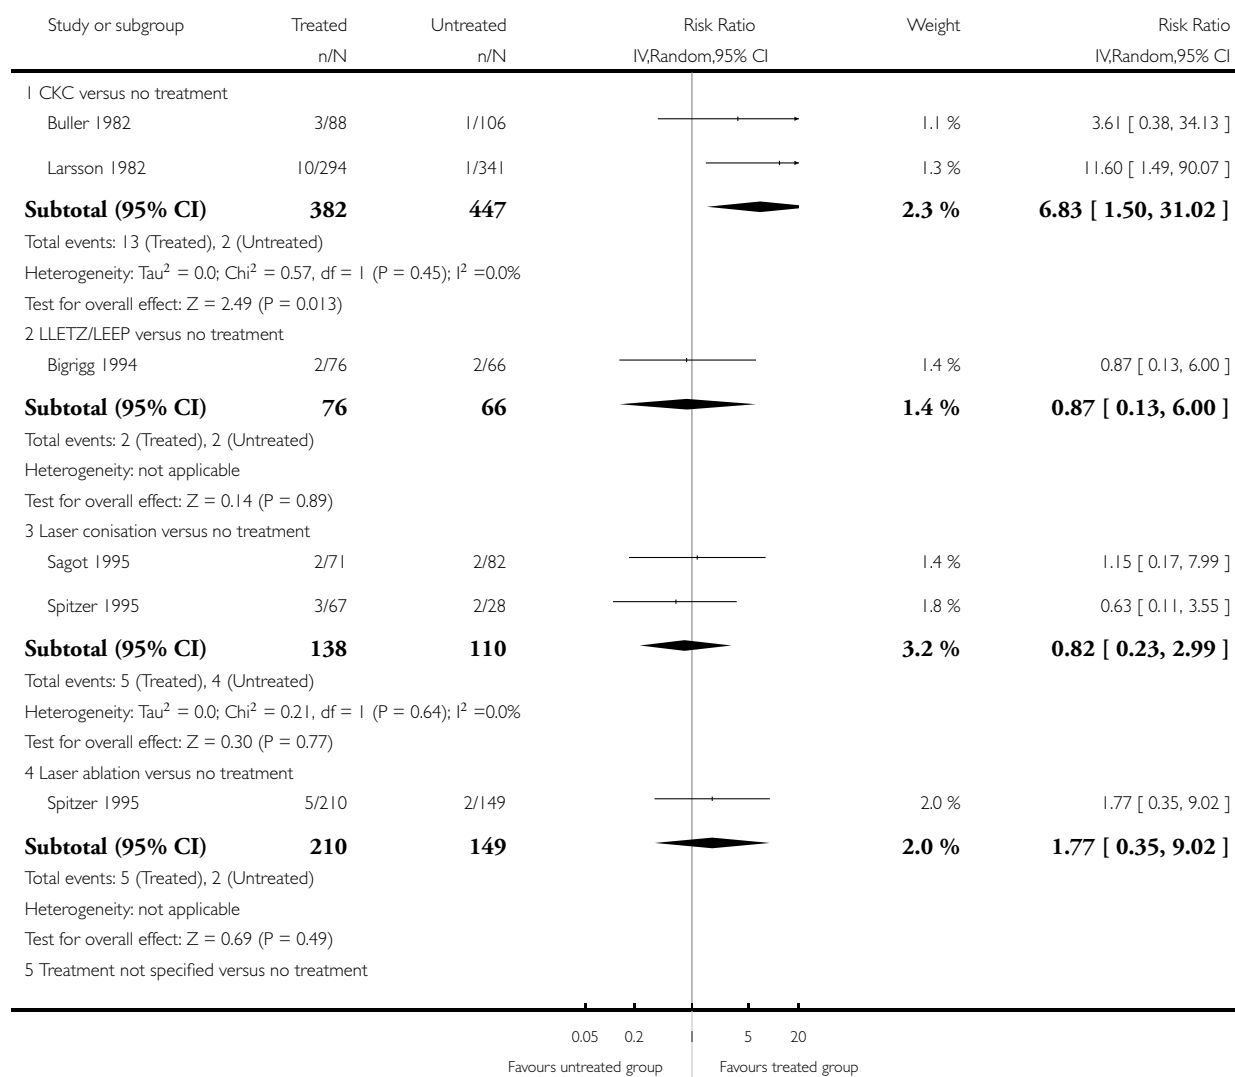 Study or subgroup Treated Untreated Risk Ratio Weight Risk Ratio
n/N n/N IV,Random,95% CI IV,Random,95% CI
1 CKC versus no treatment
Buller 1982 3/88 1/106 1.1 % 3.61 [ 0.38, 34.13 ]
Larsson 1982 10/294 1/341 1.3 % 11.60 [ 1.49, 90.07 ]
Subtotal (95% CI) 382 447 2.3 % 6.83 [ 1.50, 31.02 ]
Total events: 13 (Treated), 2 (Untreated)
Heterogeneity: Tau² = 0.0; Chi² = 0.57, df = 1 (P = 0.45); I² =0.0%
Test for overall effect: Z = 2.49 (P = 0.013)
2 LLETZ/LEEP versus no treatment
Bigrigg 1994 2/76 2/66 1.4 % 0.87 [ 0.13, 6.00 ]
Subtotal (95% CI) 76 66 1.4 % 0.87 [ 0.13, 6.00 ]
Total events: 2 (Treated), 2 (Untreated)
Heterogeneity: not applicable
Test for overall effect: Z = 0.14 (P = 0.89)
3 Laser conisation versus no treatment
Sagot 1995 2/71 2/82 1.4 % 1.15 [ 0.17, 7.99 ]
Spitzer 1995 3/67 2/28 1.8 % 0.63 [ 0.11, 3.55 ]
Subtotal (95% CI) 138 110 3.2 % 0.82 [ 0.23, 2.99 ]
Total events: 5 (Treated), 4 (Untreated)
Heterogeneity: Tau² = 0.0; Chi² = 0.21, df = 1 (P = 0.64); I² =0.0%
Test for overall effect: Z = 0.30 (P = 0.77)
4 Laser ablation versus no treatment
Spitzer 1995 5/210 2/149 2.0 % 1.77 [ 0.35, 9.02 ]
Subtotal (95% CI) 210 149 2.0 % 1.77 [ 0.35, 9.02 ]
Total events: 5 (Treated), 2 (Untreated)
Heterogeneity: not applicable
Test for overall effect: Z = 0.69 (P = 0.49)
5 Treatment not specified versus no treatment
0.05 0.2 1 5 20
Favours untreated group Favours treated group